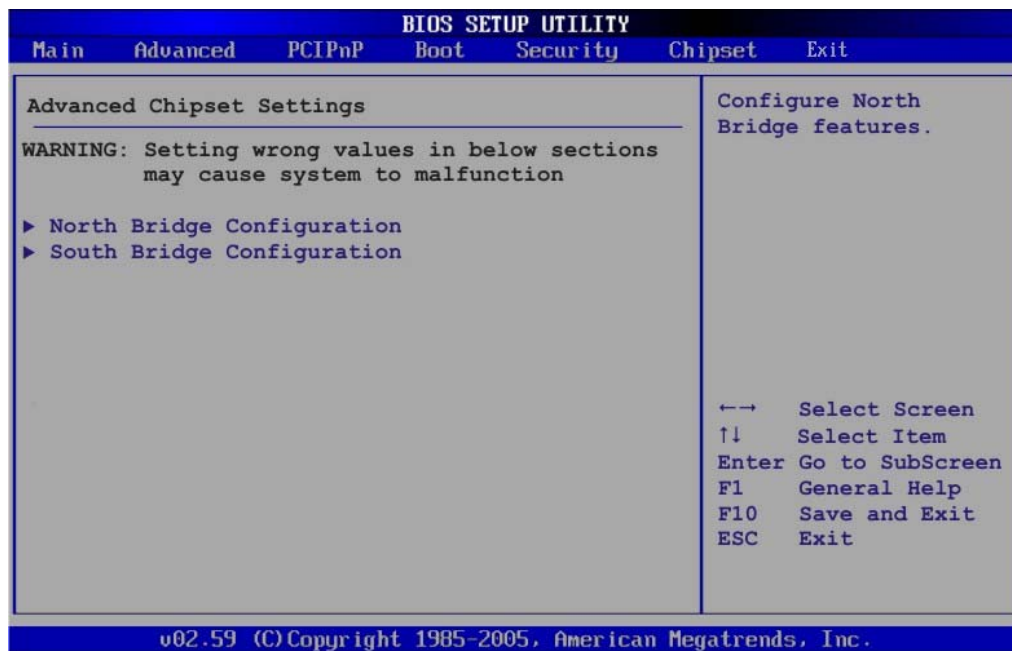 BIOS SETUP UTILITY
Main Advanced PCIPnP Boot Security Chipset Exit
Advanced Chipset Settings
WARNING: Setting wrong values in below sections
may cause system to malfunction
▶ North Bridge Configuration
▶ South Bridge Configuration
Configure North
Bridge features.
←→ Select Screen
↑↓ Select Item
Enter Go to SubScreen
F1 General Help
F10 Save and Exit
ESC Exit
v02.59 (C)Copyright 1985-2005, American Megatrends, Inc.